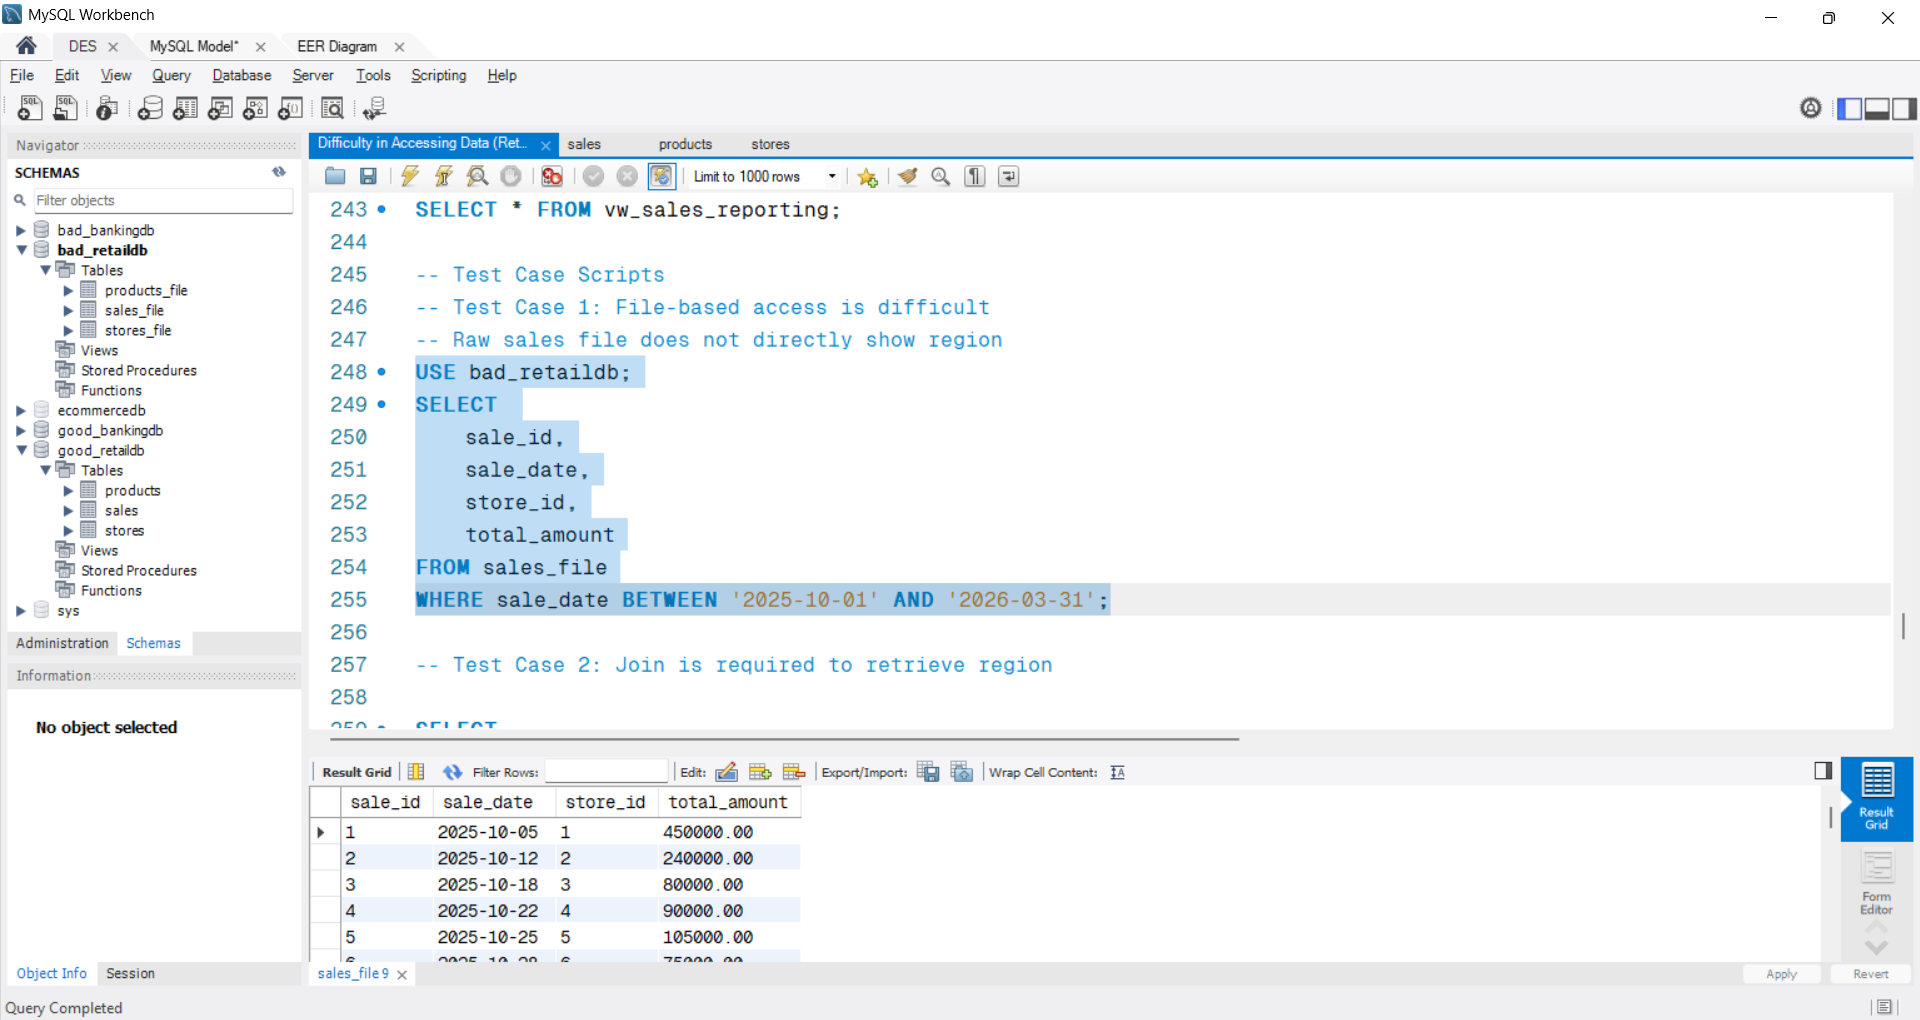 MySQL Workbench
DES
MySQL Model*
EER Diagram
File Edit View Query Database Server Tools Scripting Help
Navigator
SCHEMAS
Filter objects
bad_bankingdb
bad_retaildb
Tables
products_file
sales_file
stores_file
Views
Stored Procedures
Functions
ecommercedb
good_bankingdb
good_retaildb
Tables
products
sales
stores
Views
Stored Procedures
Functions
sys
Administration Schemas
Information
No object selected
Object Info Session
Difficulty in Accessing Data (Ret... sales products stores
Limit to 1000 rows
243 SELECT * FROM vw_sales_reporting;
244
245 -- Test Case Scripts
246 -- Test Case 1: File-based access is difficult
247 -- Raw sales file does not directly show region
248 USE bad_retaildb;
249 SELECT
250 sale_id,
251 sale_date,
252 store_id,
253 total_amount
254 FROM sales_file
255 WHERE sale_date BETWEEN '2025-10-01' AND '2026-03-31';
256
257 -- Test Case 2: Join is required to retrieve region
258
259 SELECT
Result Grid Filter Rows: Edit: Export/Import: Wrap Cell Content:
sale_id sale_date store_id total_amount
1 2025-10-05 1 450000.00
2 2025-10-12 2 240000.00
3 2025-10-18 3 80000.00
4 2025-10-22 4 90000.00
5 2025-10-25 5 105000.00
6 2025-10-28 6 75000.00
Result
Grid
Form
Editor
sales_file 9
Apply Revert
Query Completed